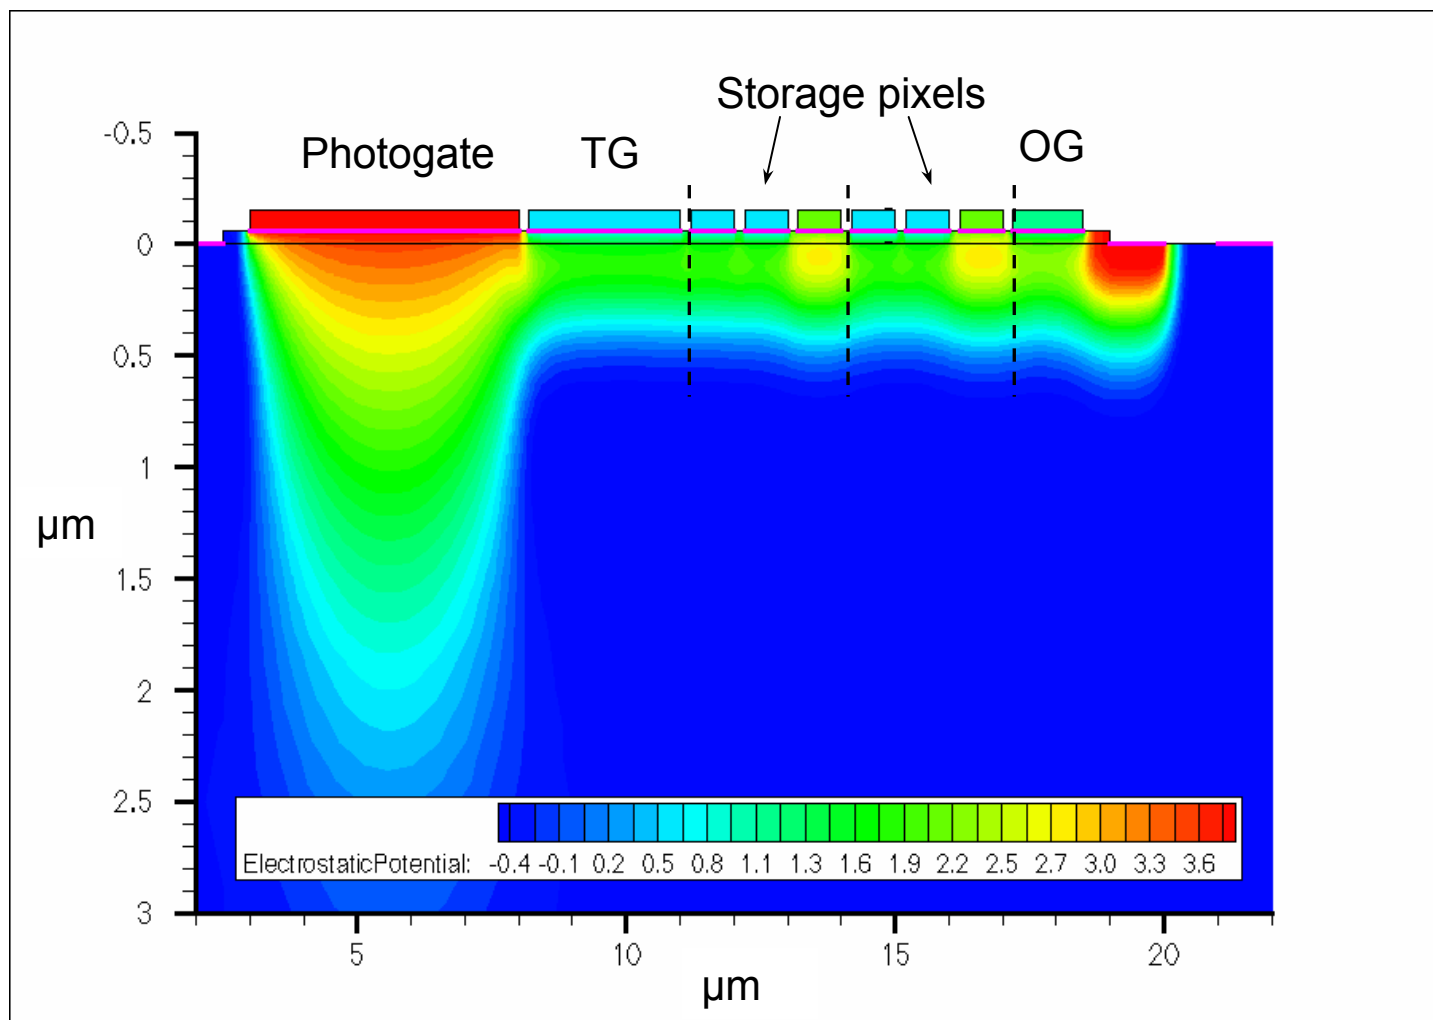 Storage pixels
Photogate
TG
OG
-0.5
0
0.5
1
1.5
2
2.5
3
µm
ElectrostaticPotential: -0.4 -0.1 0.2 0.5 0.8 1.1 1.3 1.6 1.9 2.2 2.5 2.7 3.0 3.3 3.6
5 10 15 20
µm